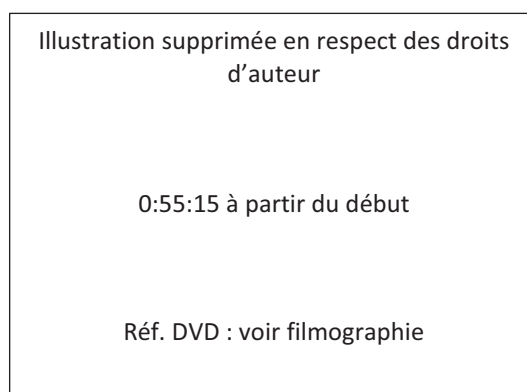 Illustration supprimée en respect des droits
d’auteur
0:55:15 à partir du début
Réf. DVD : voir filmographie